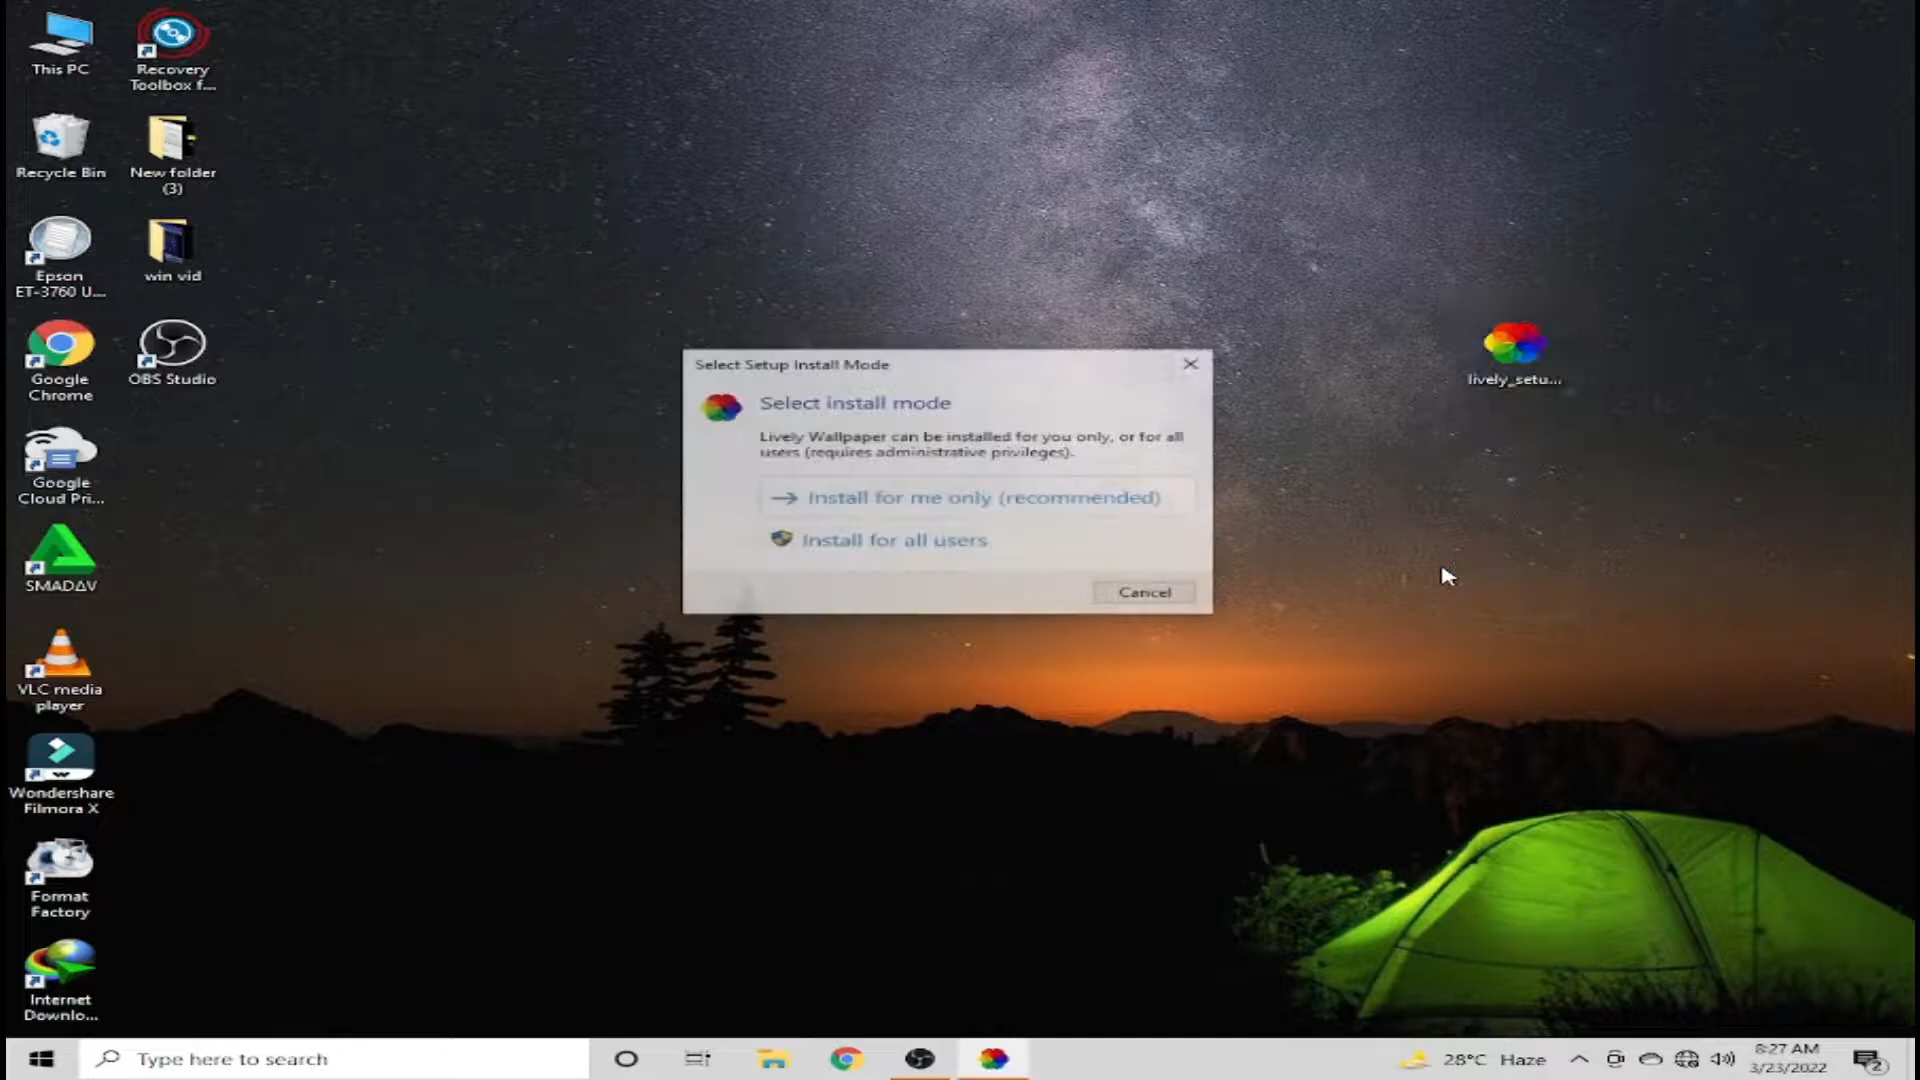 This PC
Recovery
Toolbox f...
Recycle Bin
New folder
(3)
Epson
ET-3760 U...
win vid
Google
Chrome
OBS Studio
Google
Cloud Pri...
SMADΔV
VLC media
player
Wondershare
Filmora X
Format
Factory
Internet
Downlo...
lively_setu...
Select Setup Install Mode
Select install mode
Lively Wallpaper can be installed for you only, or for all
users (requires administrative privileges).
Install for me only (recommended)
Install for all users
Cancel
Type here to search
28°C Haze
8:27 AM
3/23/2022
2